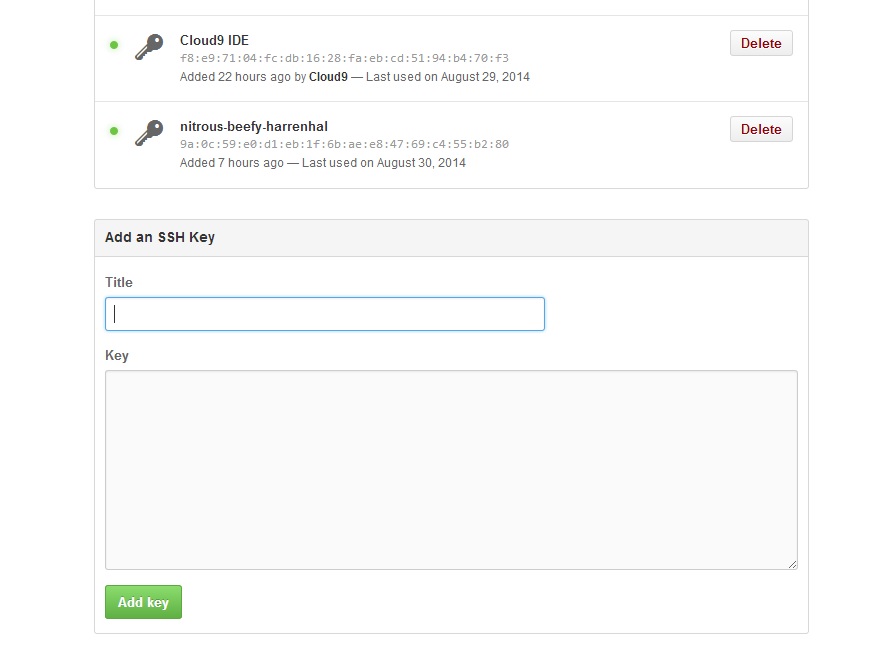 Cloud9 IDE
Delete
f8:e9:71:04:fc:db:16:28:fa:eb:cd:51:94:b4:70:f3
Added 22 hours ago by Cloud9 — Last used on August 29, 2014
nitrous-beefy-harrenhal
Delete
9a:0c:59:e0:d1:eb:1f:6b:ae:e8:47:69:c4:55:b2:80
Added 7 hours ago — Last used on August 30, 2014
Add an SSH Key
Title
Key
Add key